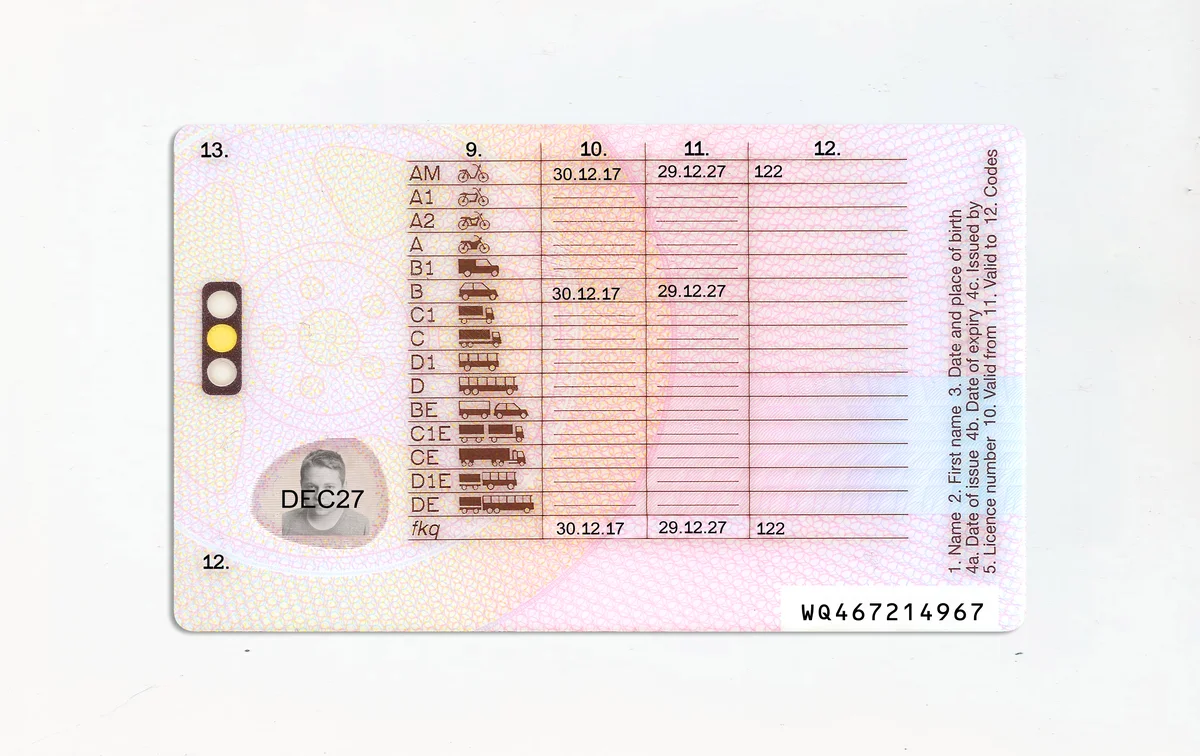 13. 9. 10. 11. 12.
AM 30.12.17 29.12.27 122
A1
A2
A
B1
B 30.12.17 29.12.27
C1
C
D1
D
BE
C1E
CE
D1E
DE
fkq 30.12.17 29.12.27 122
DEC27
12.
1. Name 2. First name 3. Date and place of birth
4a. Date of issue 4b. Date of expiry 4c. Issued by
5. Licence number 10. Valid from 11. Valid to 12. Codes
WQ467214967